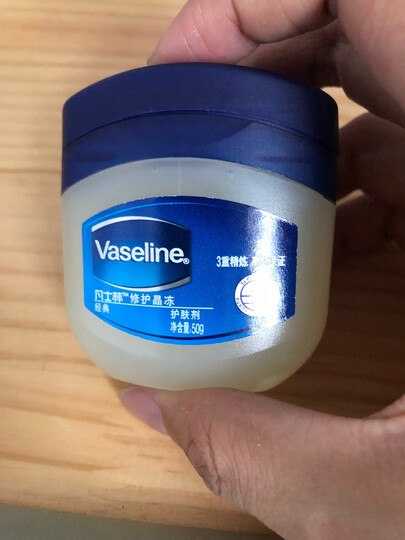 Vaseline®
凡士林™修护晶冻
经典
护肤剂
净含量:50g
3重精炼
证